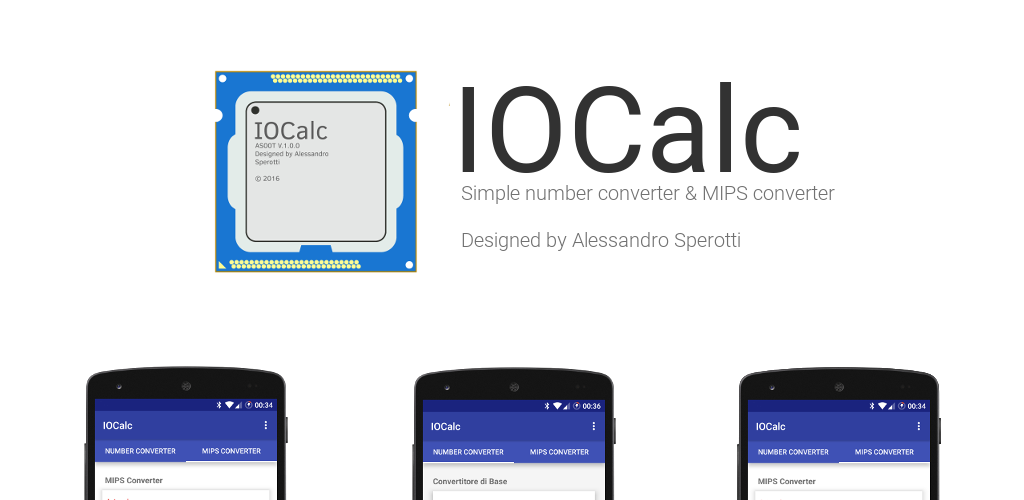 IOCalc
ASOOT V.1.0.0
Designed by Alessandro
Sperotti
© 2016
IOCalc
Simple number converter & MIPS converter
Designed by Alessandro Sperotti
00:34
IOCalc
NUMBER CONVERTER MIPS CONVERTER
MIPS Converter
00:36
IOCalc
NUMBER CONVERTER MIPS CONVERTER
Convertitore di Base
00:34
IOCalc
NUMBER CONVERTER MIPS CONVERTER
MIPS Converter